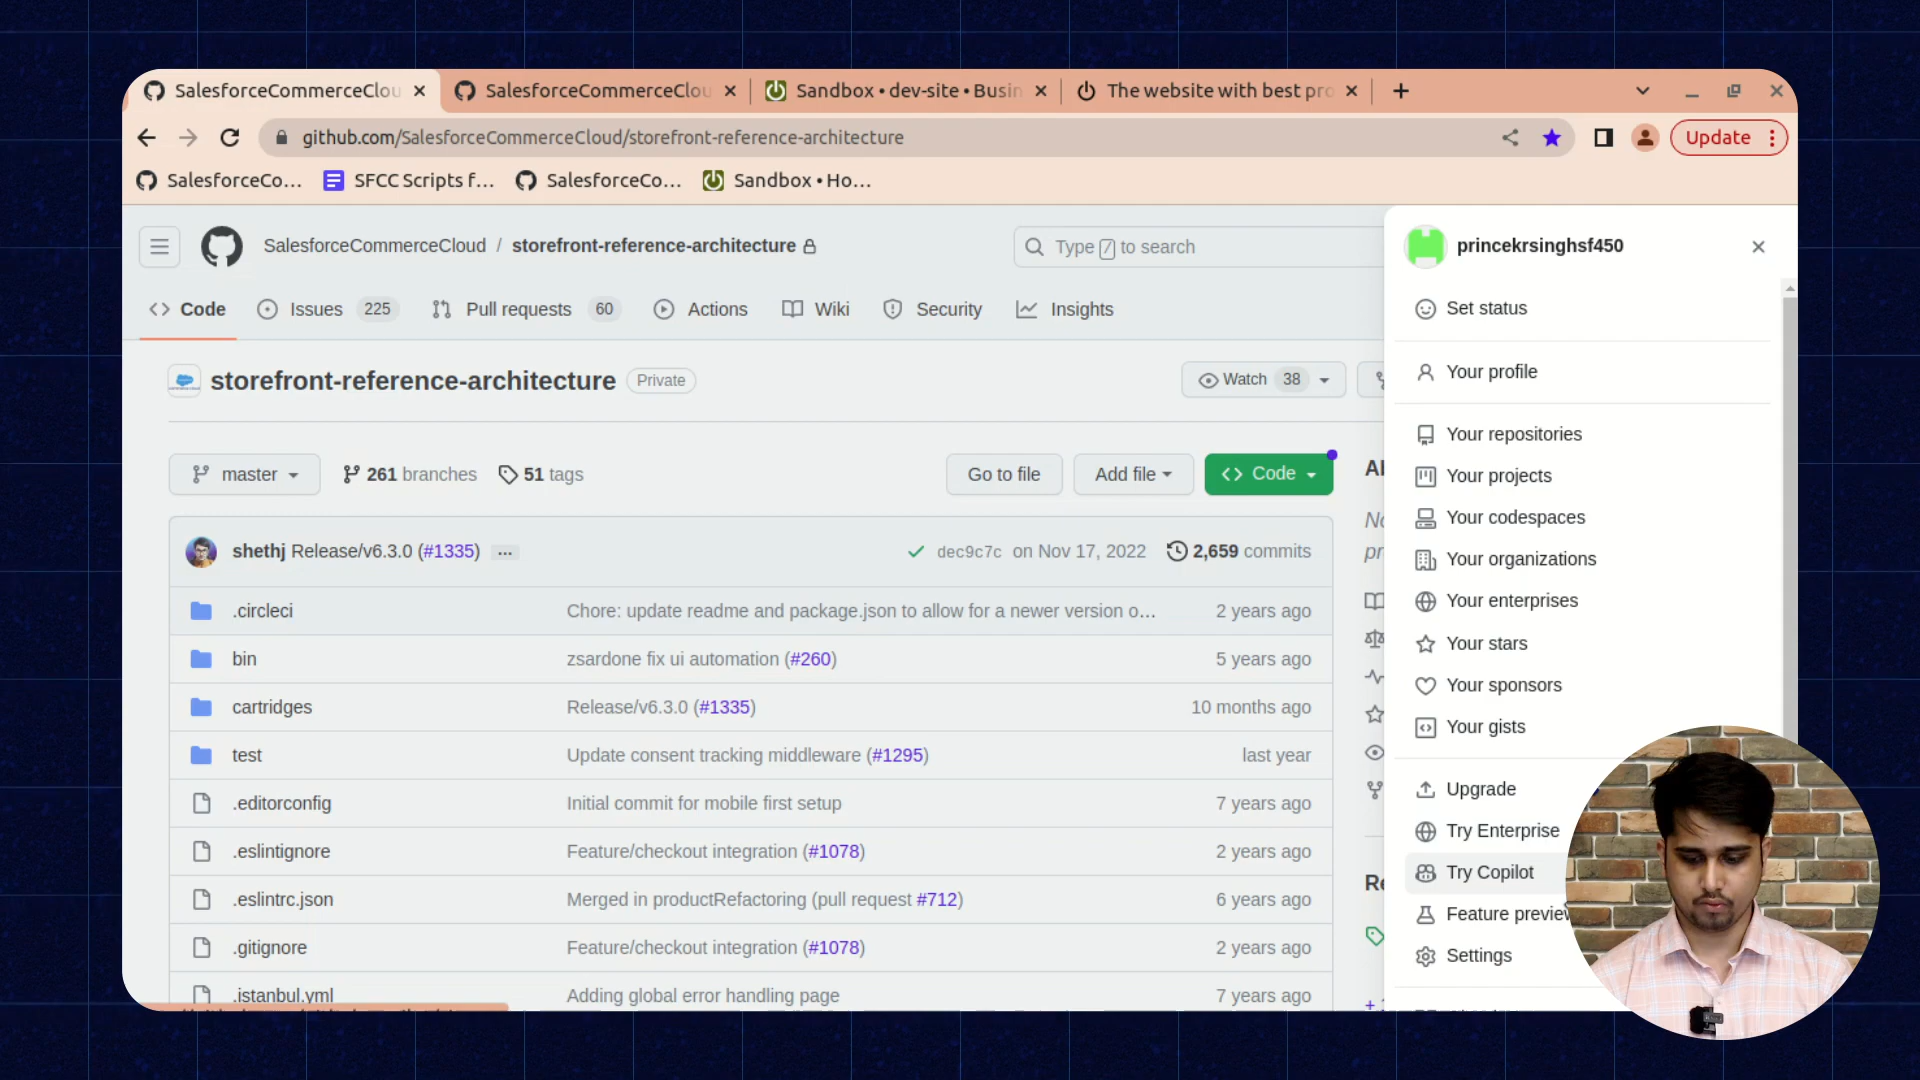 SalesforceCommerceClou
SalesforceCommerceClou
Sandbox • dev-site • Busin
The website with best pro
github.com/SalesforceCommerceCloud/storefront-reference-architecture
Update
SalesforceCo...
SFCC Scripts f...
SalesforceCo...
Sandbox • Ho...
SalesforceCommerceCloud / storefront-reference-architecture
Type / to search
princekrsinghsf450
Code
Issues 225
Pull requests 60
Actions
Wiki
Security
Insights
Set status
storefront-reference-architecture Private
Watch 38
Your profile
master
261 branches
51 tags
Go to file
Add file
Code
Your repositories
Your projects
Your codespaces
Your organizations
Your enterprises
Your stars
Your sponsors
Your gists
Upgrade
Try Enterprise
Try Copilot
Feature preview
Settings
shethj Release/v6.3.0 (#1335) ...
dec9c7c on Nov 17, 2022
2,659 commits
.circleci Chore: update readme and package.json to allow for a newer version o... 2 years ago
bin zsardone fix ui automation (#260) 5 years ago
cartridges Release/v6.3.0 (#1335) 10 months ago
test Update consent tracking middleware (#1295) last year
.editorconfig Initial commit for mobile first setup 7 years ago
.eslintignore Feature/checkout integration (#1078) 2 years ago
.eslintrc.json Merged in productRefactoring (pull request #712) 6 years ago
.gitignore Feature/checkout integration (#1078) 2 years ago
.istanbul.yml Adding global error handling page 7 years ago